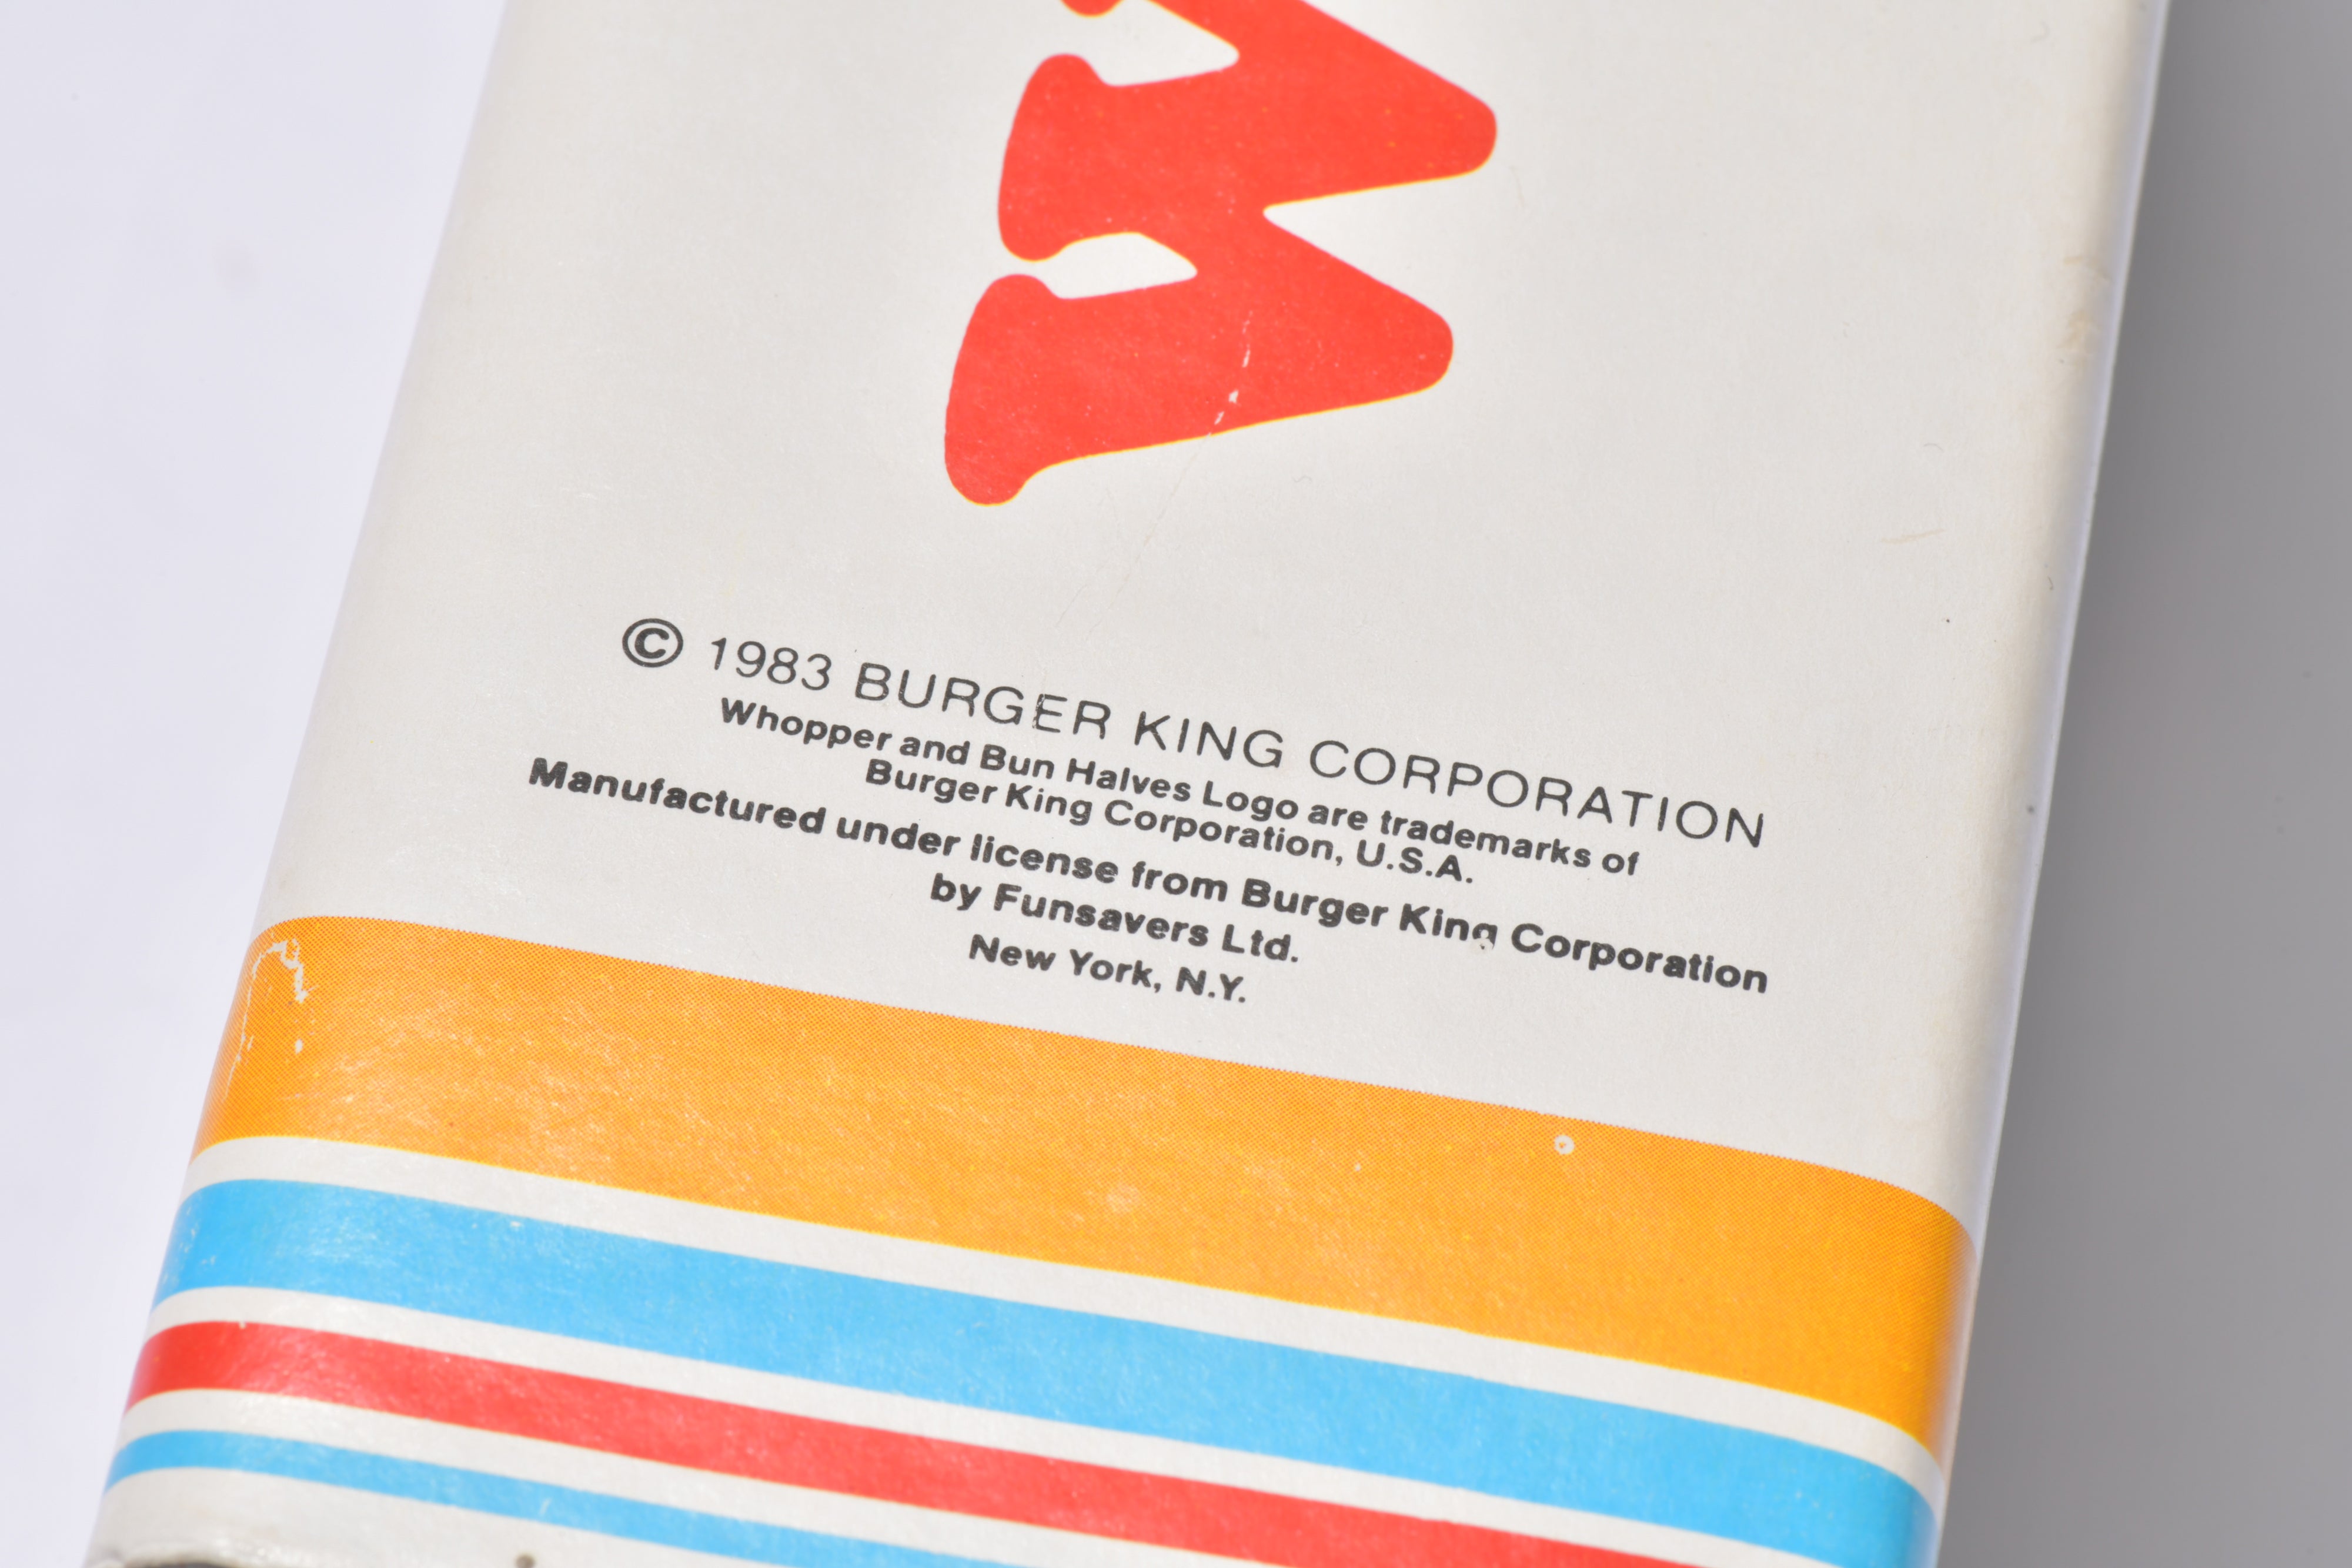 W
© 1983 BURGER KING CORPORATION
Whopper and Bun Halves Logo are trademarks of
Burger King Corporation, U.S.A.
Manufactured under license from Burger King Corporation
by Funsavers Ltd.
New York, N.Y.